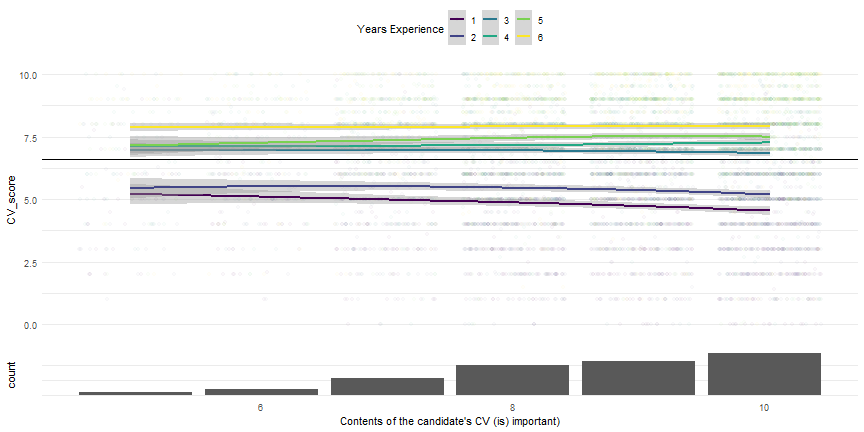 Years Experience 1 3 5
2 4 6
10.0
7.5
5.0
2.5
0.0
CV_score
count
6 8 10
Contents of the candidate's CV (is) important)